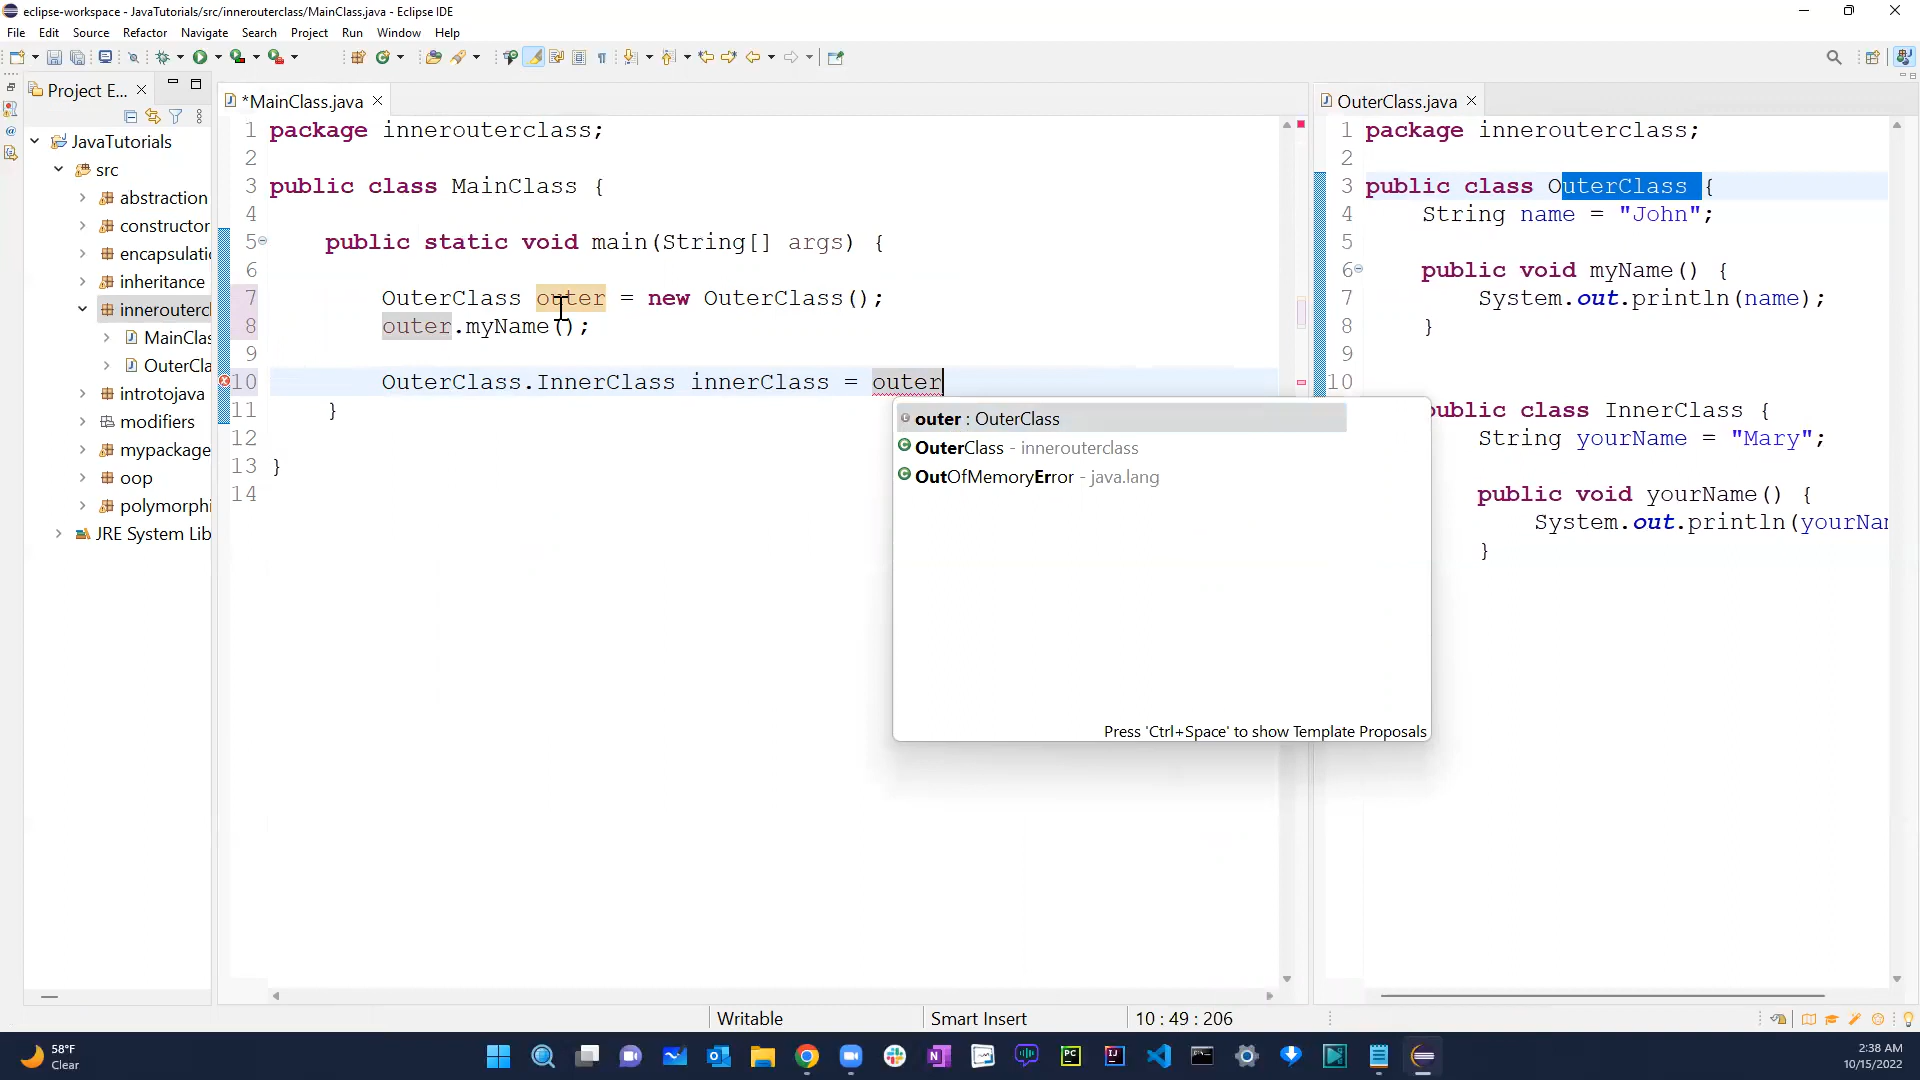 eclipse-workspace - JavaTutorials/src/innerouterclass/MainClass.java - Eclipse IDE
File Edit Source Refactor Navigate Search Project Run Window Help
Project E...
JavaTutorials
src
abstraction
constructor
encapsulatio
inheritance
inneroutercl
MainClas
OuterCla
introtojava
modifiers
mypackage
oop
polymorphi
JRE System Lib
*MainClass.java
1 package innerouterclass;
2
3 public class MainClass {
4
5 public static void main(String[] args) {
6
7 OuterClass outer = new OuterClass();
8 outer.myName();
9
10 OuterClass.InnerClass innerClass = outer
11 }
12
13 }
14
outer : OuterClass
OuterClass - innerouterclass
OutOfMemoryError - java.lang
Press 'Ctrl+Space' to show Template Proposals
OuterClass.java
1 package innerouterclass;
2
3 public class OuterClass {
4 String name = "John";
5
6 public void myName() {
7 System.out.println(name);
8 }
9
10
public class InnerClass {
String yourName = "Mary";
public void yourName() {
System.out.println(yourNam
}
Writable Smart Insert 10 : 49 : 206
58°F
Clear
2:38 AM
10/15/2022